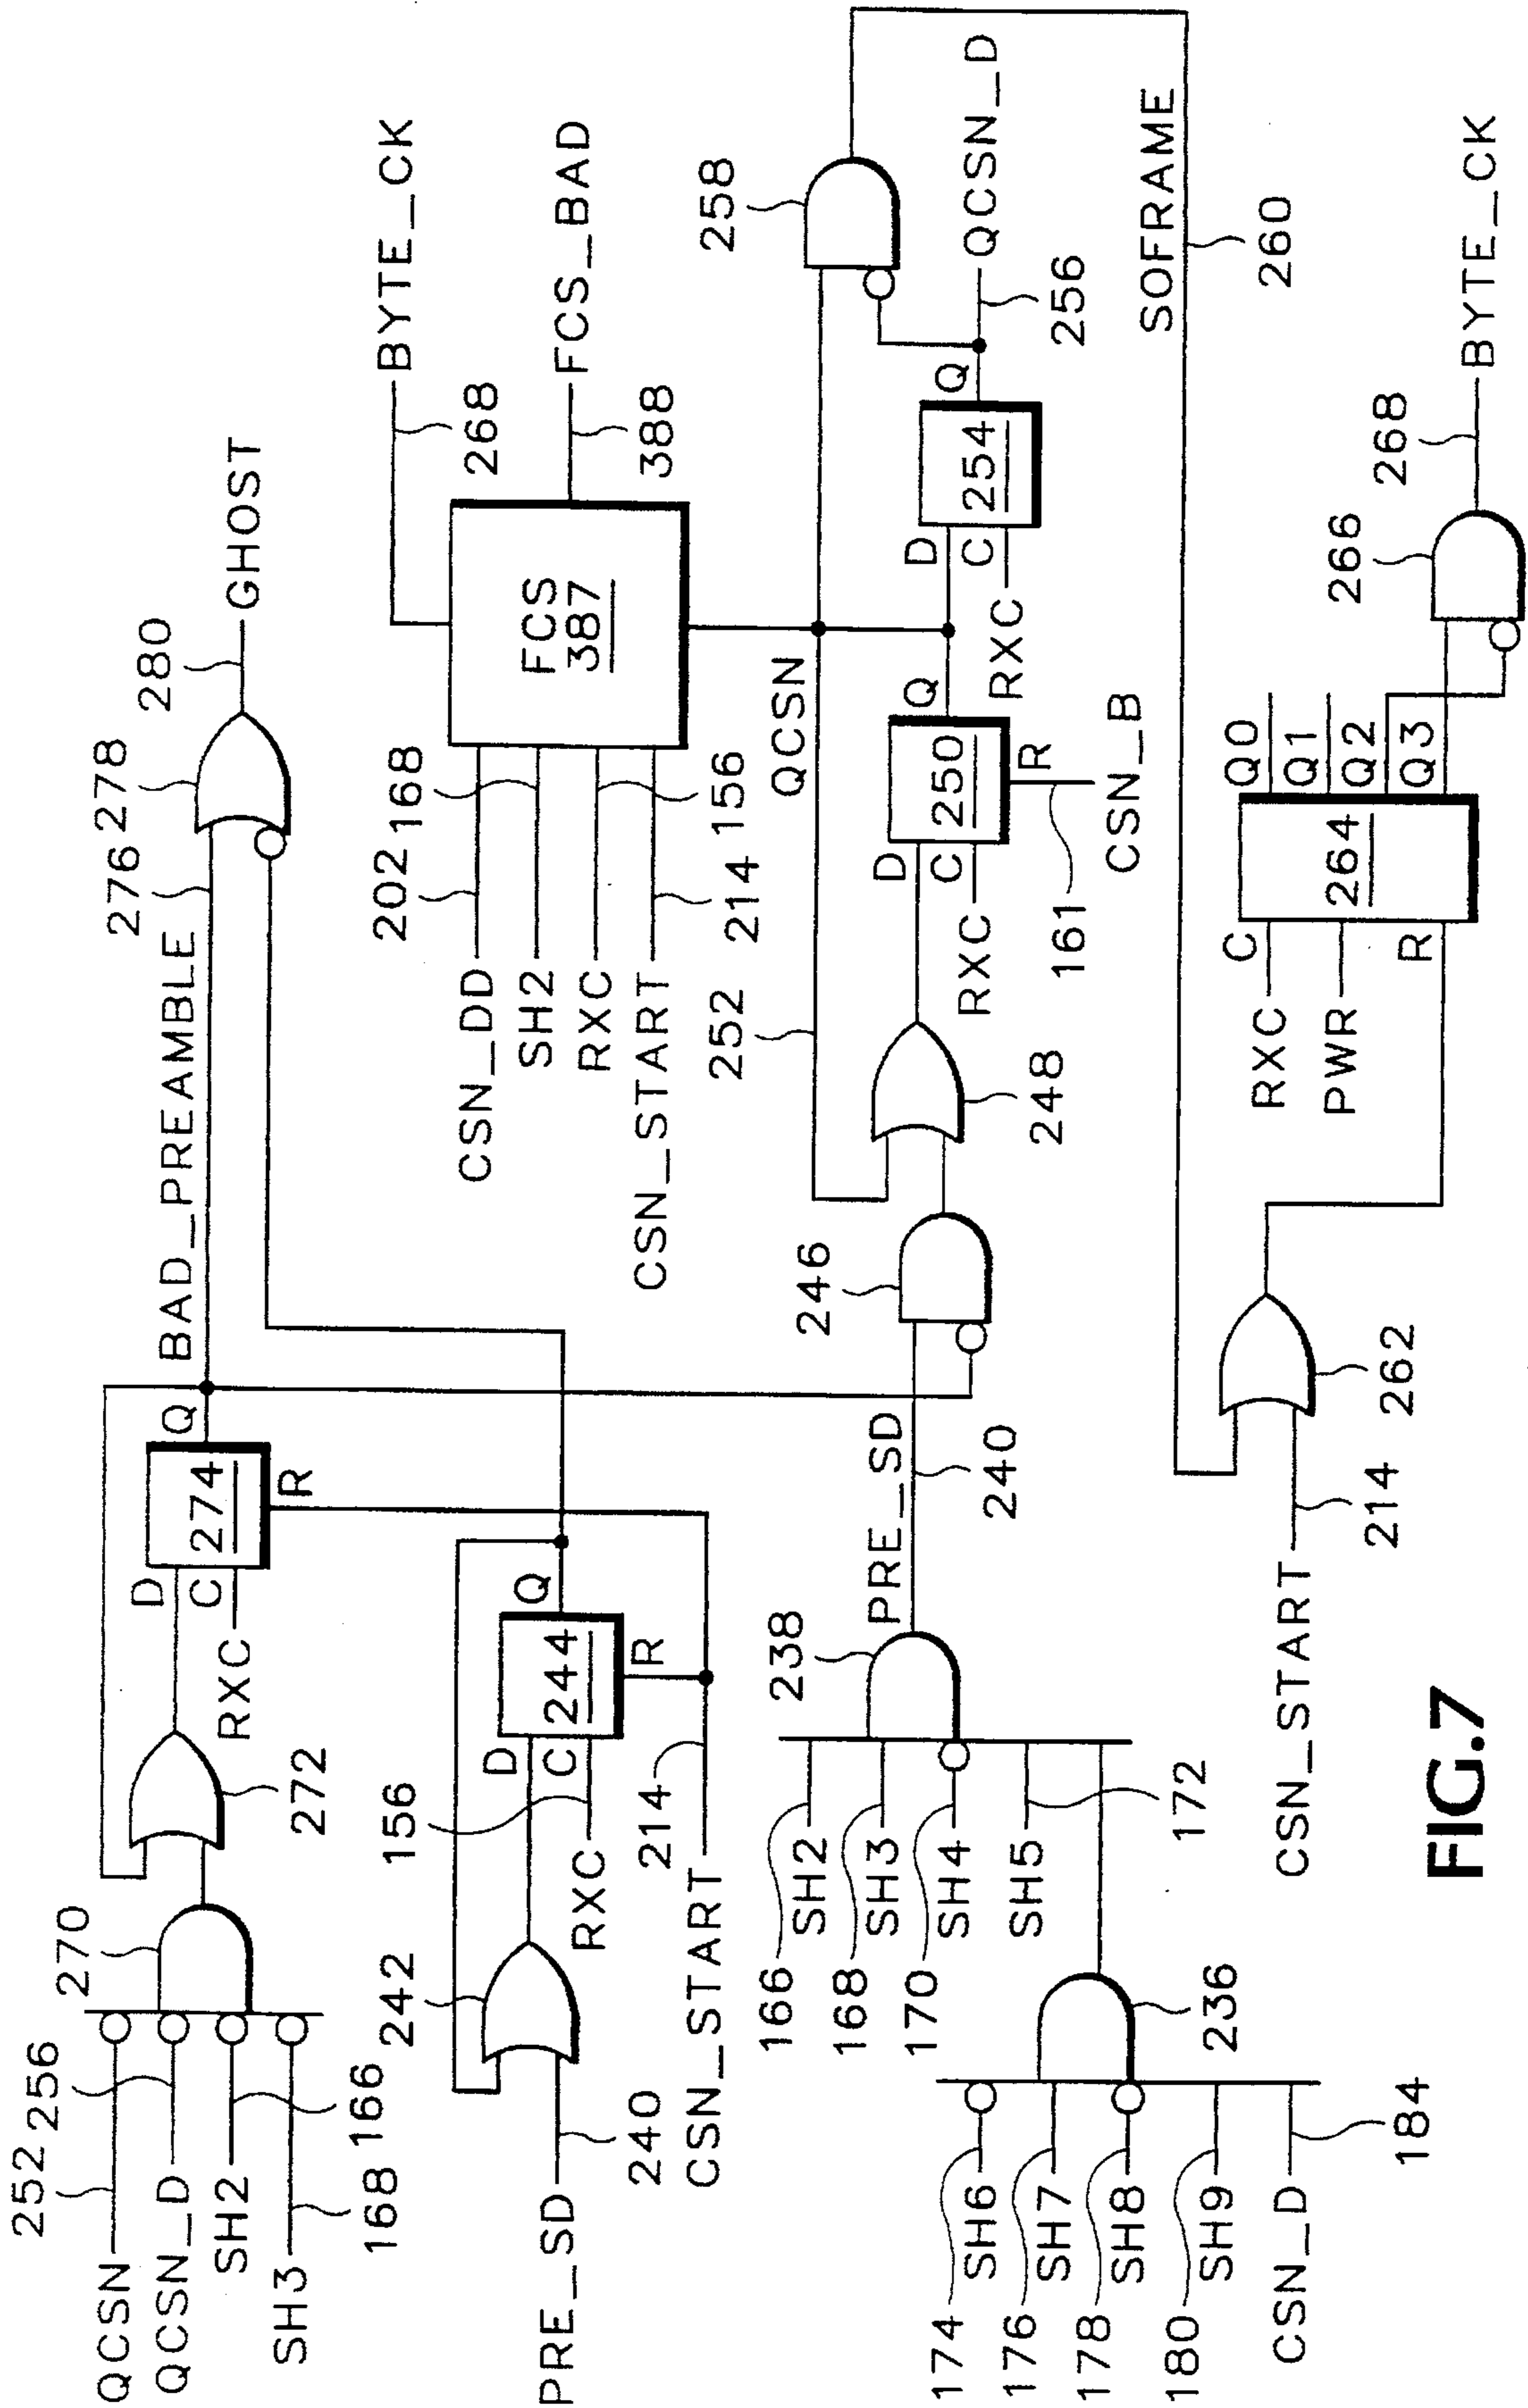 252
256
270
QCSN
QCSN_D
SH2
SH3
168
166
272
D
C
274
Q
R
RXC
BAD_PREAMBLE
276
278
280
GHOST
PRE_SD
240
242
156
RXC
D
C
244
Q
R
214
CSN_START
CSN_DD
SH2
RXC
CSN_START
202
168
156
214
FCS
387
268
BYTE_CK
388
FCS_BAD
174
SH6
176
SH7
178
SH8
180
SH9
CSN_D
184
236
166
SH2
168
SH3
170
SH4
SH5
172
238
PRE_SD
240
246
248
252
QCSN
D
C
250
Q
R
RXC
161
CSN_B
D
C
254
Q
RXC
258
QCSN_D
256
SOFRAME
260
CSN_START
214
262
RXC
PWR
C
R
264
Q0
Q1
Q2
Q3
266
268
BYTE_CK
FIG.7